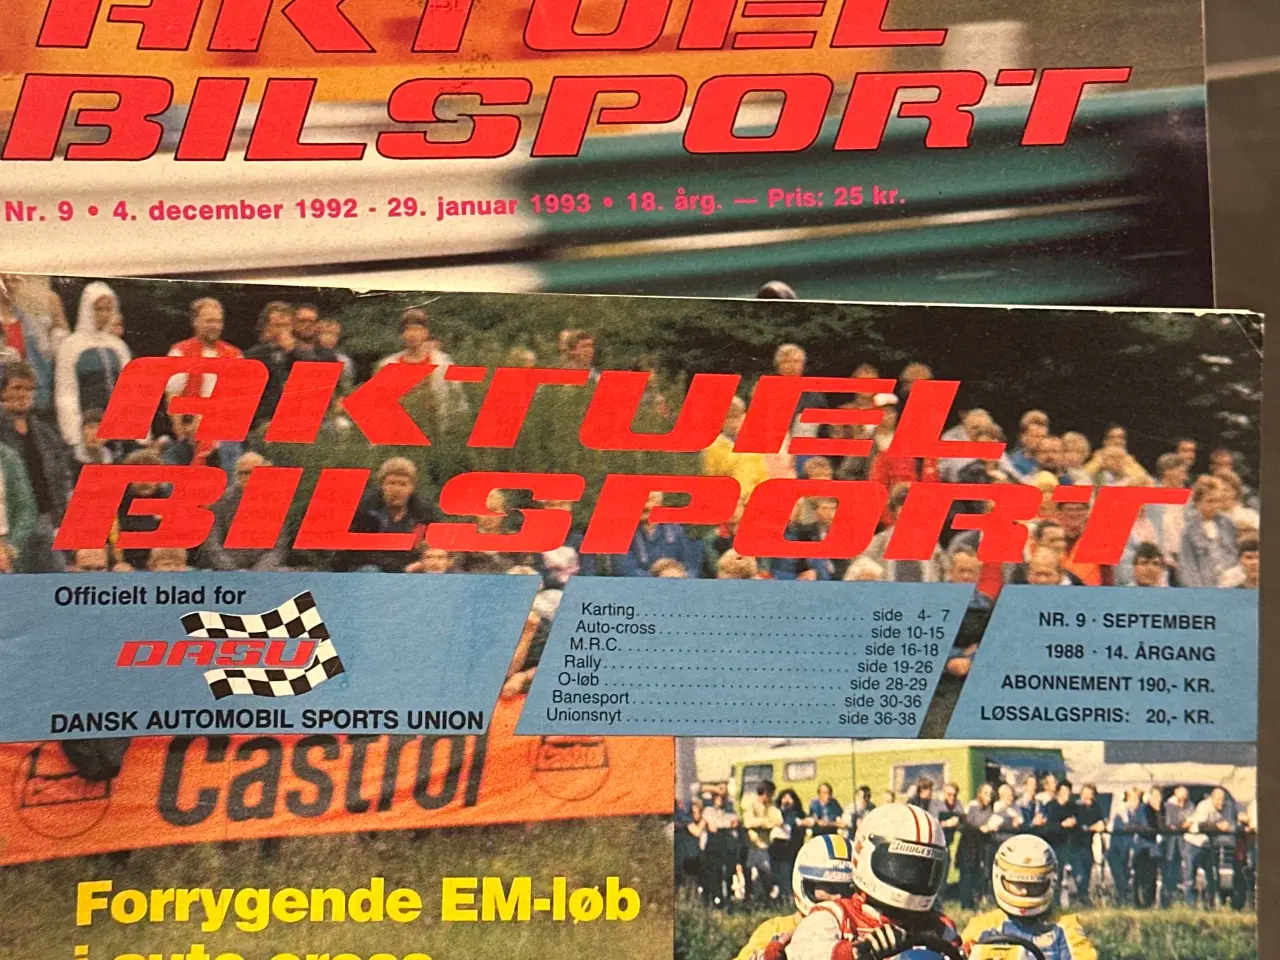 AKTUEL
BILSPORT
Nr. 9 • 4. december 1992 - 29. januar 1993 • 18. årg. — Pris: 25 kr.
AKTUEL
BILSPORT
Officielt blad for
DASU
DANSK AUTOMOBIL SPORTS UNION
Karting. . . . . . . . . . . . . . . . . . . . . . . . . . side 4- 7
Auto-cross . . . . . . . . . . . . . . . . . . . . . . . side 10-15
M.R.C. . . . . . . . . . . . . . . . . . . . . . . . . . side 16-18
Rally. . . . . . . . . . . . . . . . . . . . . . . . . . . . side 19-26
O-løb . . . . . . . . . . . . . . . . . . . . . . . . . . . side 28-29
Banesport . . . . . . . . . . . . . . . . . . . . . . . side 30-36
Unionsnyt . . . . . . . . . . . . . . . . . . . . . . . side 36-38
NR. 9 · SEPTEMBER
1988 · 14. ÅRGANG
ABONNEMENT 190,- KR.
LØSSALGSPRIS: 20,- KR.
Castrol
BRIDGESTONE
Forrygende EM-løb
i auto-cross